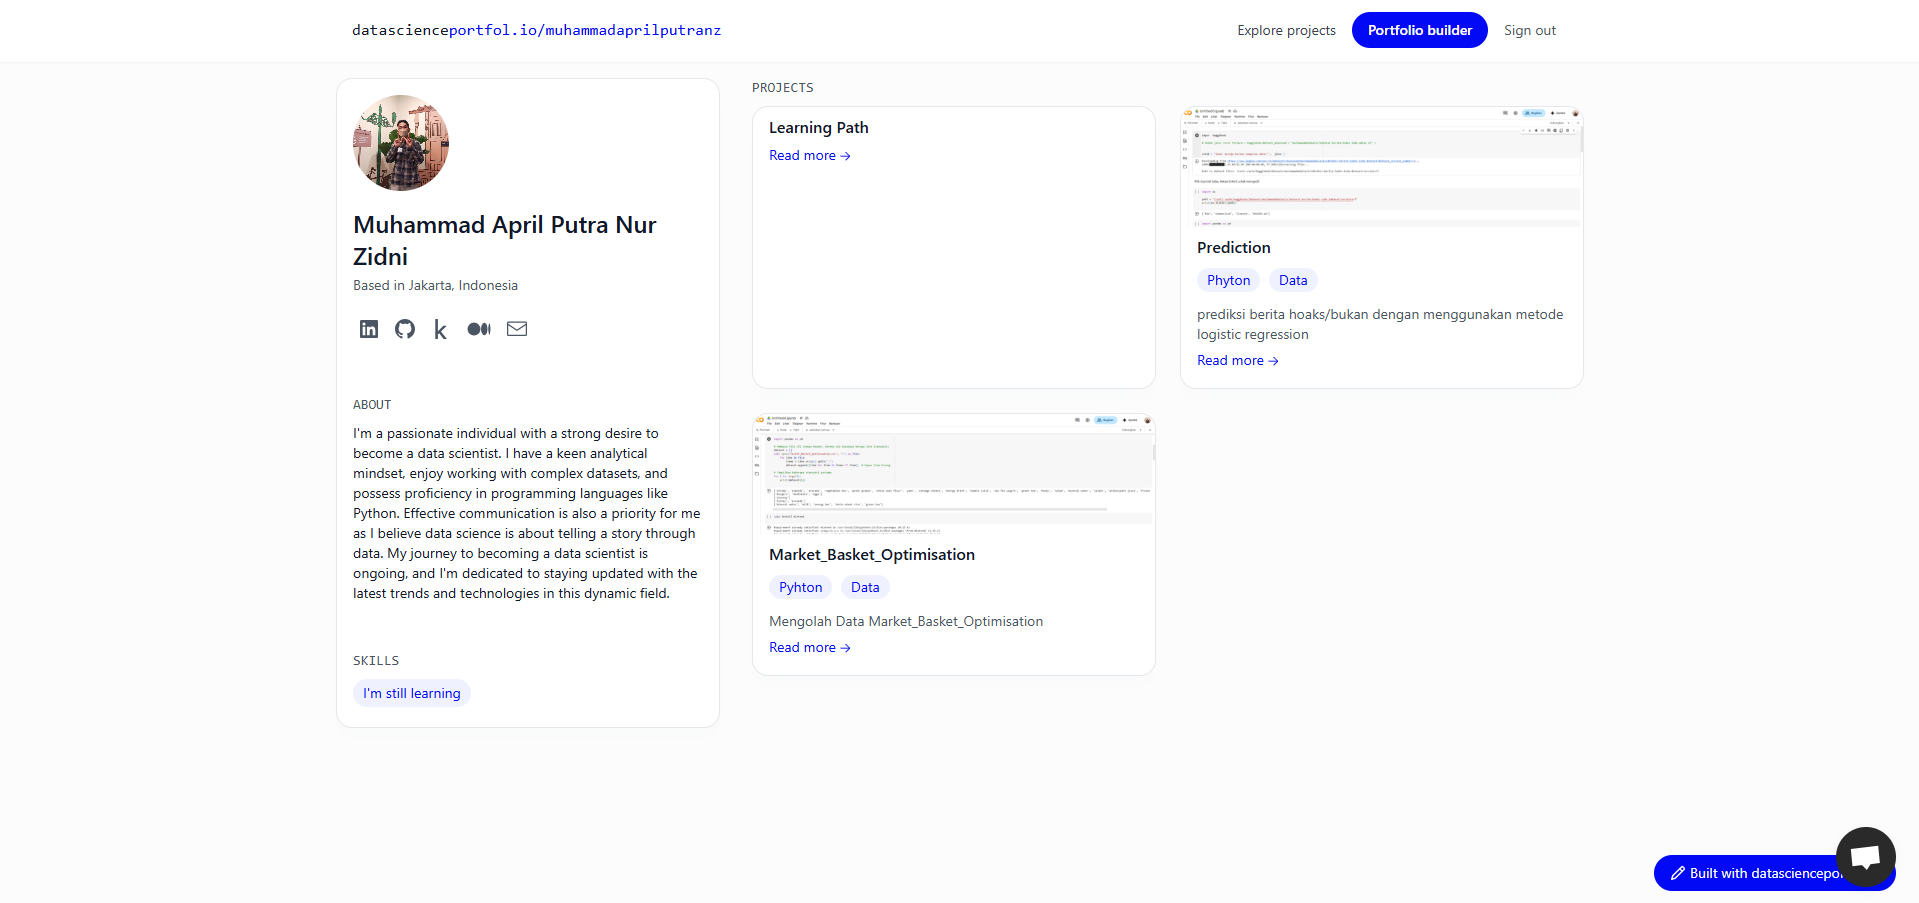 datascienceportfol.io/muhammadaprilputranz
Explore projects
Portfolio builder
Sign out
Muhammad April Putra Nur
Zidni
Based in Jakarta, Indonesia
ABOUT
I'm a passionate individual with a strong desire to
become a data scientist. I have a keen analytical
mindset, enjoy working with complex datasets, and
possess proficiency in programming languages like
Python. Effective communication is also a priority for me
as I believe data science is about telling a story through
data. My journey to becoming a data scientist is
ongoing, and I'm dedicated to staying updated with the
latest trends and technologies in this dynamic field.
SKILLS
I'm still learning
PROJECTS
Learning Path
Read more →
Prediction
Phyton
Data
prediksi berita hoaks/bukan dengan menggunakan metode
logistic regression
Read more →
Market_Basket_Optimisation
Pyhton
Data
Mengolah Data Market_Basket_Optimisation
Read more →
Built with